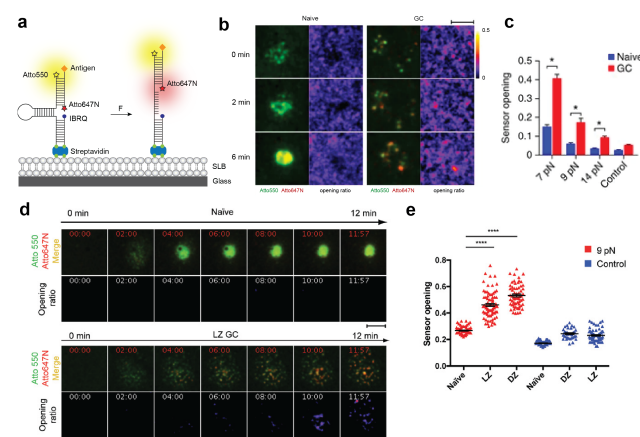 a
Antigen
Atto550
Atto647N
Atto647N
IBRQ
F
Streptavidin
SLB
Glass
b
Naive
GC
0 min
2 min
6 min
0.5
0
Atto550 Atto647N
opening ratio
Atto550 Atto647N
opening ratio
c
Sensor opening
0.5
0.4
0.3
0.2
0.1
0
* * *
Naive
GC
7 pN
9 pN
14 pN
Control
d
0 min
Naïve
12 min
Atto 550
Atto647N
Merge
00:00 02:00 04:00 06:00 08:00 10:00 11:57
Opening
ratio
00:00 02:00 04:00 06:00 08:00 10:00 11:57
0 min
LZ GC
12 min
Atto 550
Atto647N
Merge
00:00 02:00 04:00 06:00 08:00 10:00 11:57
Opening
ratio
00:00 02:00 04:00 06:00 08:00 10:00 11:57
e
Sensor opening
0.8
0.6
0.4
0.2
0.0
****
****
9 pN
Control
Naïve
LZ
DZ
Naïve
DZ
LZ